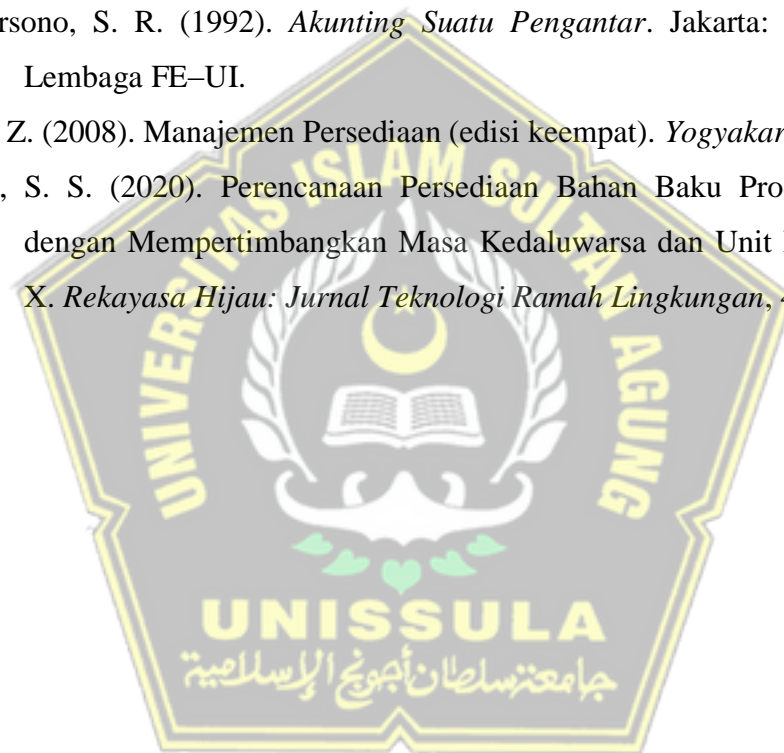 rsono, S. R. (1992). Akunting Suatu Pengantar. Jakarta:
Lembaga FE–UI.
Z. (2008). Manajemen Persediaan (edisi keempat). Yogyakar
, S. S. (2020). Perencanaan Persediaan Bahan Baku Pro
dengan Mempertimbangkan Masa Kedaluwarsa dan Unit
X. Rekayasa Hijau: Jurnal Teknologi Ramah Lingkungan, 4
UNIVERSITAS ISLAM SULTAN AGUNG
UNISSULA
جامعتنسلطان أجونج الإسلامية